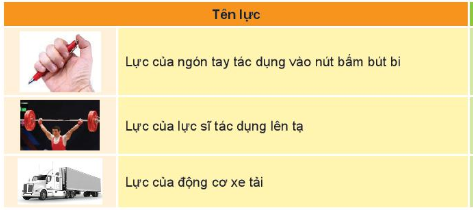 Tên lực
Lực của ngón tay tác dụng vào nút bấm bút bi
Lực của lực sĩ tác dụng lên tạ
Lực của động cơ xe tải